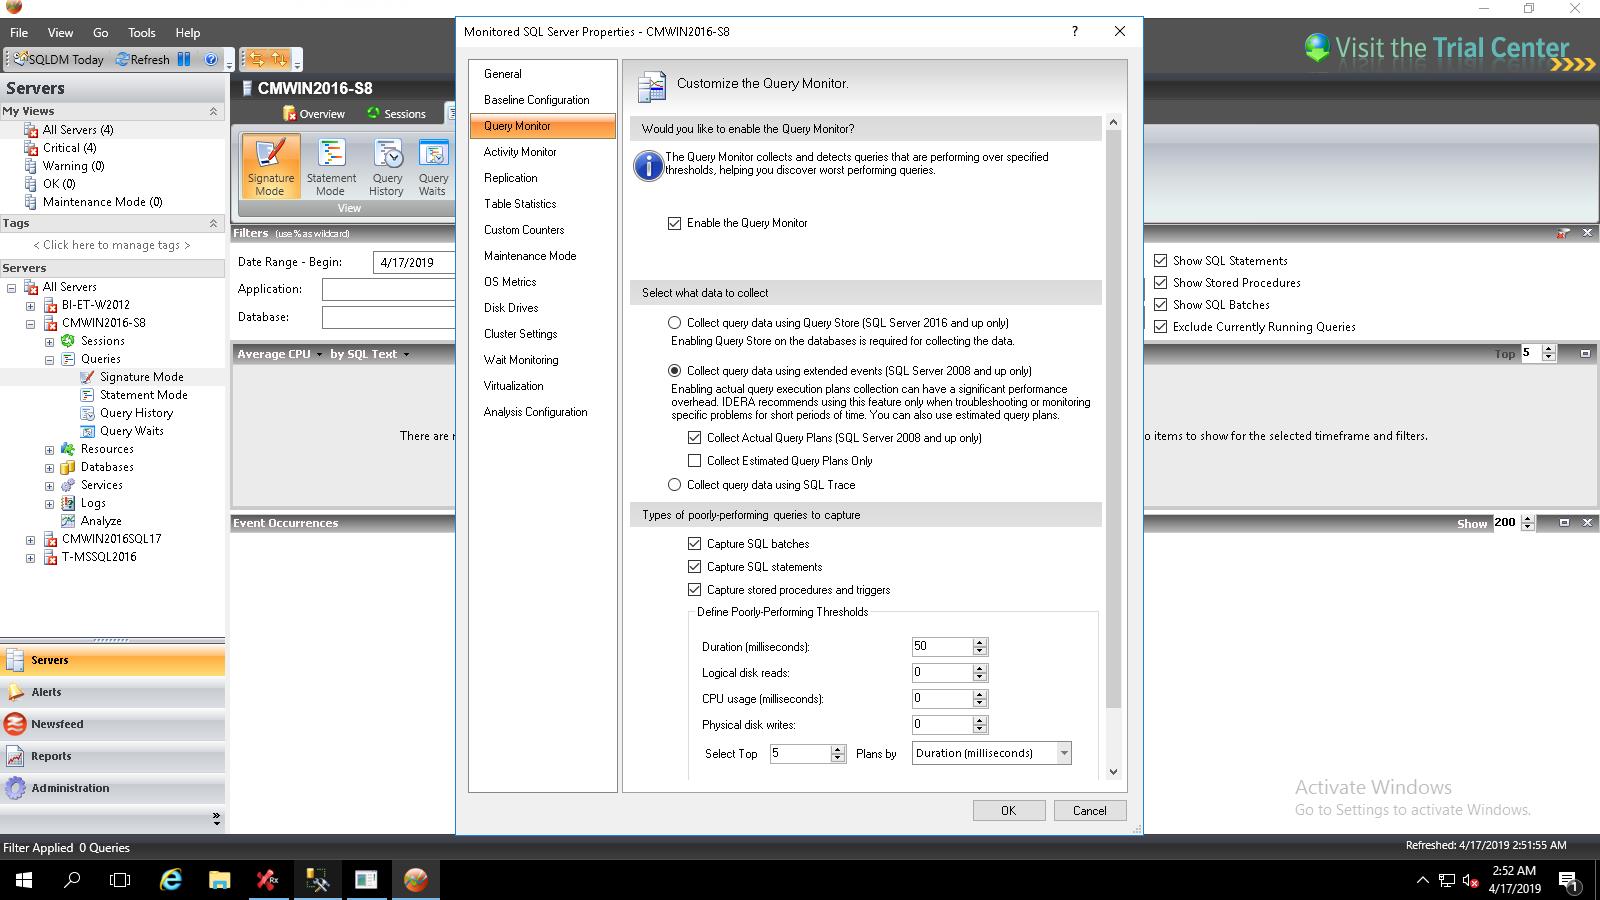 Monitored SQL Server Properties - CMWIN2016-S8
?
File View Go Tools Help
Visit the Trial Center
SQLDM Today Refresh
Servers
CMWIN2016-S8
My Views
Overview Sessions
All Servers (4)
Critical (4)
Warning (0)
OK (0)
Maintenance Mode (0)
Signature Mode
Statement Mode
Query History
Query Waits
View
Tags
< Click here to manage tags >
Filters (use % as wildcard)
Date Range - Begin: 4/17/2019
Application:
Database:
Show SQL Statements
Show Stored Procedures
Show SQL Batches
Exclude Currently Running Queries
Servers
All Servers
BI-ET-W2012
CMWIN2016-S8
Sessions
Queries
Signature Mode
Statement Mode
Query History
Query Waits
Resources
Databases
Services
Logs
Analyze
CMWIN2016SQL17
T-MSSQL2016
Average CPU by SQL Text
Top 5
There are
o items to show for the selected timeframe and filters.
Event Occurrences
Show 200
General
Baseline Configuration
Query Monitor
Activity Monitor
Replication
Table Statistics
Custom Counters
Maintenance Mode
OS Metrics
Disk Drives
Cluster Settings
Wait Monitoring
Virtualization
Analysis Configuration
Customize the Query Monitor.
Would you like to enable the Query Monitor?
The Query Monitor collects and detects queries that are performing over specified
thresholds, helping you discover worst performing queries.
Enable the Query Monitor
Select what data to collect
Collect query data using Query Store (SQL Server 2016 and up only)
Enabling Query Store on the databases is required for collecting the data.
Collect query data using extended events (SQL Server 2008 and up only)
Enabling actual query execution plans collection can have a significant performance
overhead. IDERA recommends using this feature only when troubleshooting or monitoring
specific problems for short periods of time. You can also use estimated query plans.
Collect Actual Query Plans (SQL Server 2008 and up only)
Collect Estimated Query Plans Only
Collect query data using SQL Trace
Types of poorly-performing queries to capture
Capture SQL batches
Capture SQL statements
Capture stored procedures and triggers
Define Poorly-Performing Thresholds
Duration (milliseconds): 50
Logical disk reads: 0
CPU usage (milliseconds): 0
Physical disk writes: 0
Select Top 5 Plans by Duration (milliseconds)
OK Cancel
Servers
Alerts
Newsfeed
Reports
Administration
Activate Windows
Go to Settings to activate Windows.
Filter Applied 0 Queries
Refreshed: 4/17/2019 2:51:55 AM
2:52 AM
4/17/2019
1